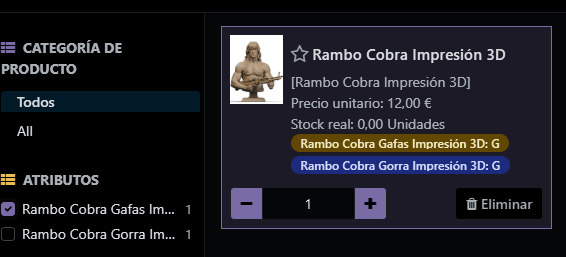 CATEGORÍA DE
PRODUCTO
Todos
All
ATRIBUTOS
Rambo Cobra Gafas Im... 1
Rambo Cobra Gorra Im... 1
Rambo Cobra Impresión 3D
[Rambo Cobra Impresión 3D]
Precio unitario: 12,00 €
Stock real: 0,00 Unidades
Rambo Cobra Gafas Impresión 3D: G
Rambo Cobra Gorra Impresión 3D: G
− 1 +
Eliminar